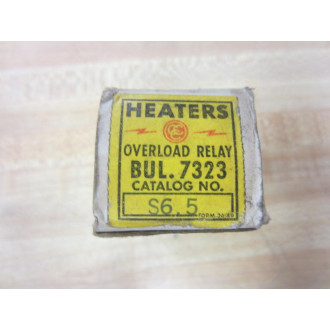 HEATERS
OVERLOAD RELAY
BUL. 7323
CATALOG NO.
S6.5